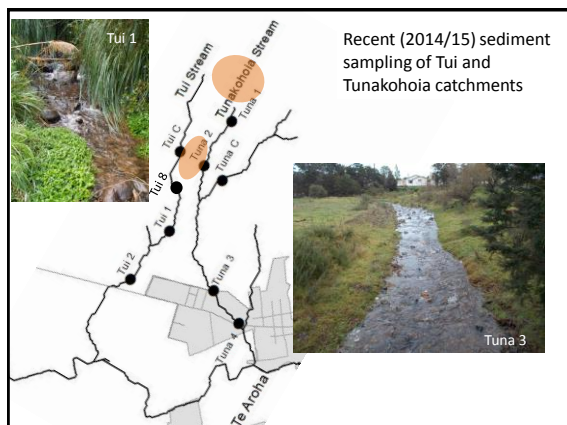 Tui 1
Recent (2014/15) sediment
sampling of Tui and
Tunakohoia catchments
Tui Stream
Tunakohoia Stream
Tuna 1
Tui C
Tuna 2
Tuna C
Tui 8
Tui 1
Tui 2
Tuna 3
Tuna 4
Te Aroha
Tuna 3